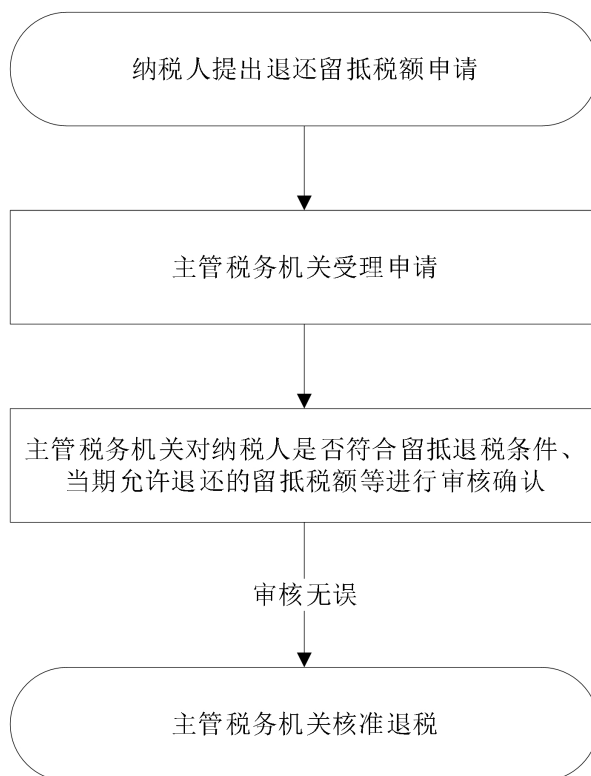 纳税人提出退还留抵税额申请
主管税务机关受理申请
主管税务机关对纳税人是否符合留抵退税条件、
当期允许退还的留抵税额等进行审核确认
审核无误
主管税务机关核准退税